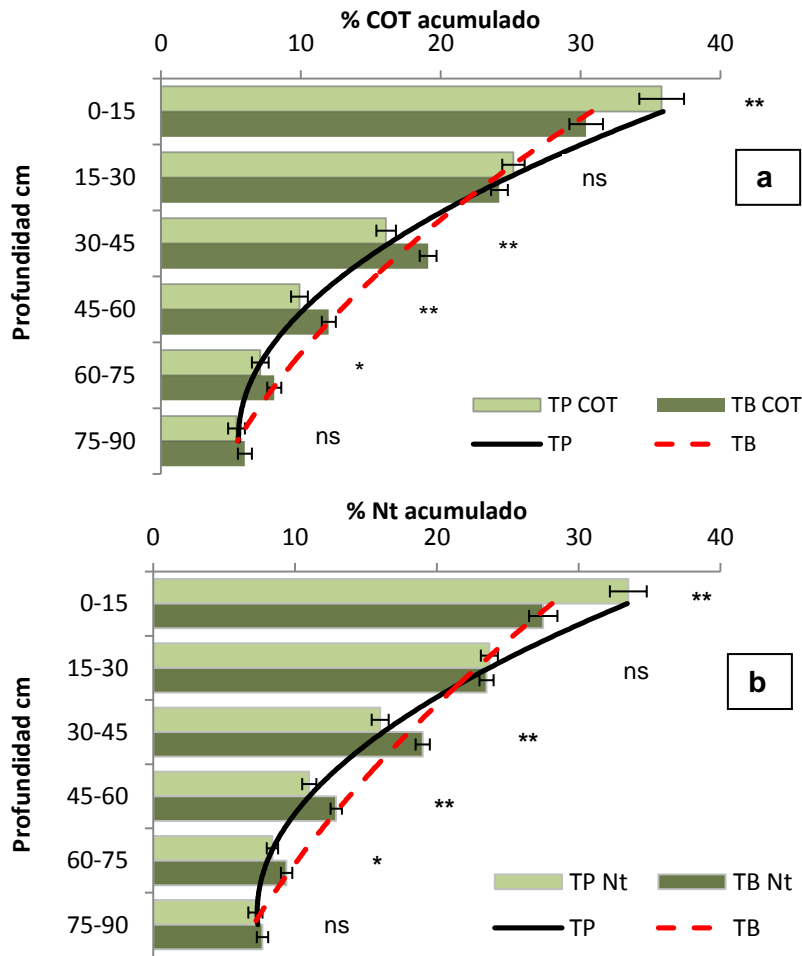 % COT acumulado
0 10 20 30 40
Profundidad cm
0-15 **
15-30 ns
a
30-45 **
45-60 **
60-75 *
75-90 ns
TP COT TB COT
TP TB
% Nt acumulado
0 10 20 30 40
Profundidad cm
0-15 **
15-30 ns
b
30-45 **
45-60 **
60-75 *
75-90 ns
TP Nt TB Nt
TP TB